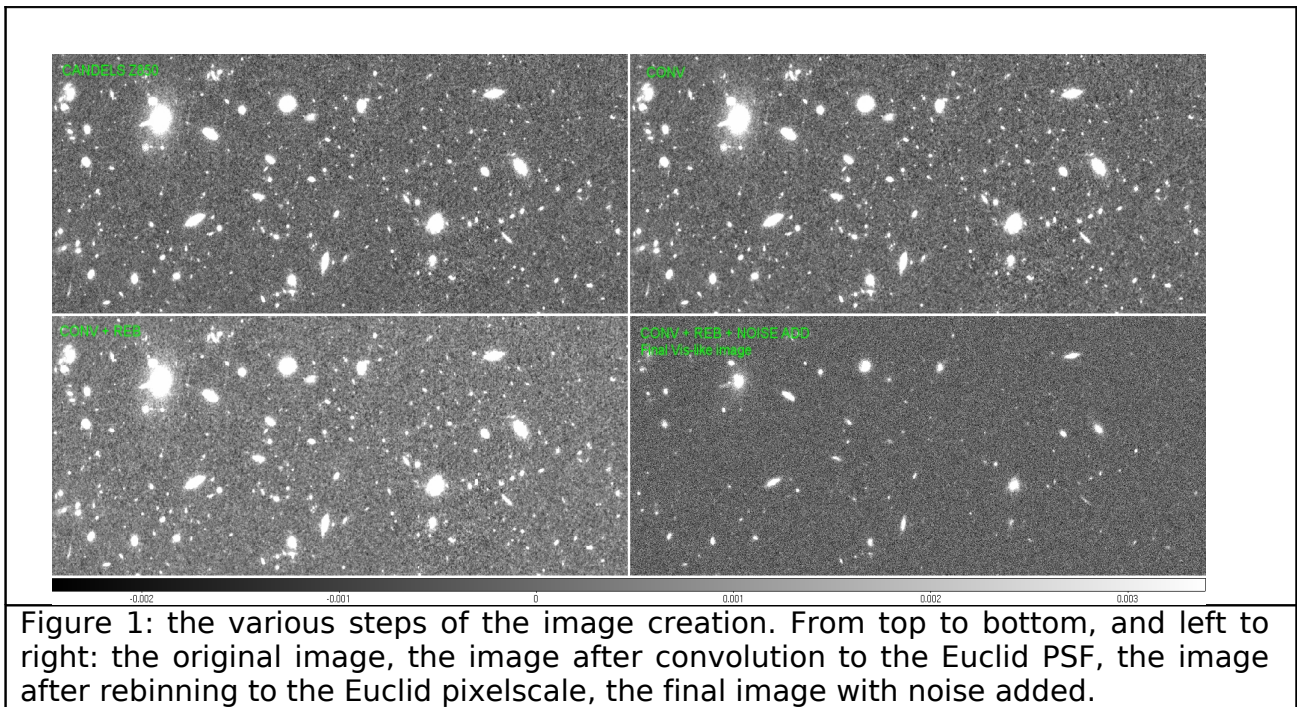 CANDELS Z850
CONV
CONV + REB
CONV + REB + NOISE ADD
Final Vis-like image
-0.002 -0.001 0 0.001 0.002 0.003
Figure 1: the various steps of the image creation. From top to bottom, and left to
right: the original image, the image after convolution to the Euclid PSF, the image
after rebinning to the Euclid pixelscale, the final image with noise added.